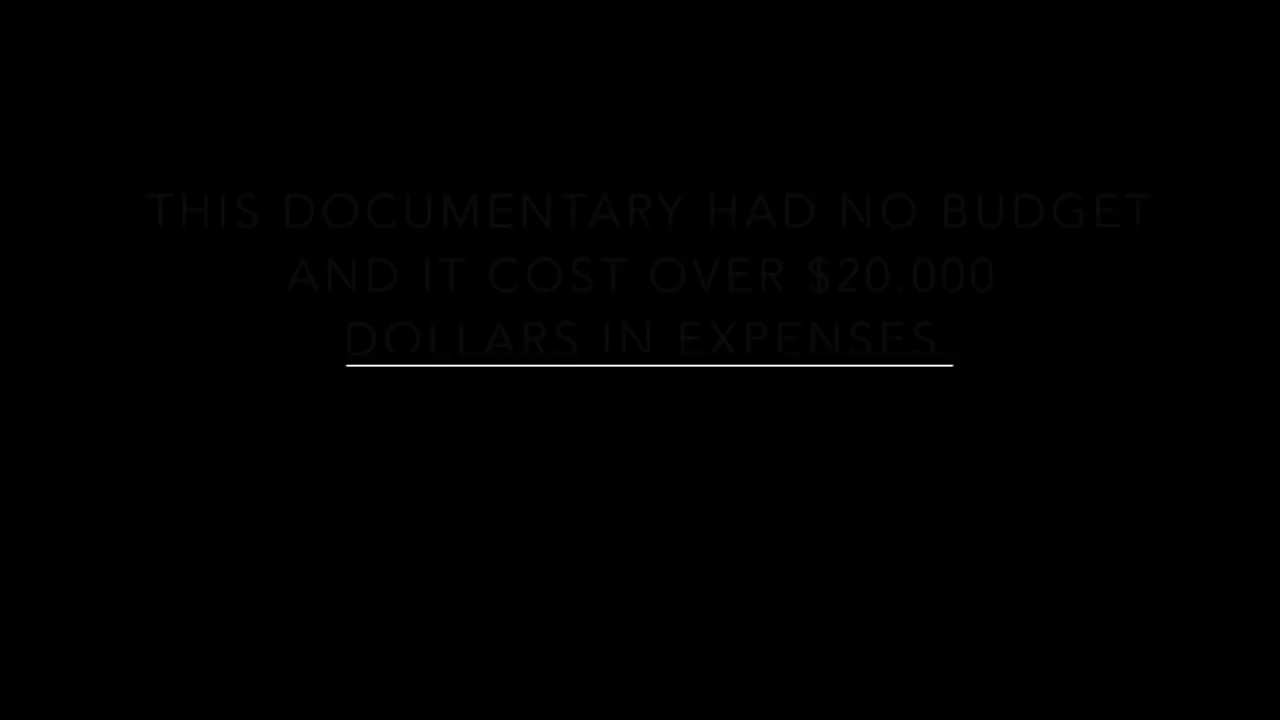 THIS DOCUMENTARY HAD NO BUDGET
AND IT COST OVER $20.000
DOLLARS IN EXPENSES